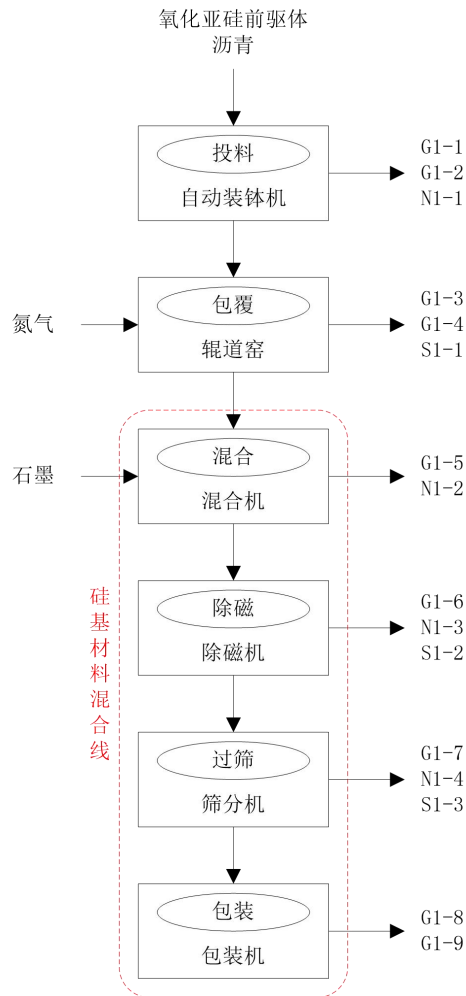 氧化亚硅前驱体
沥青
投料
自动装钵机
G1-1
G1-2
N1-1
氮气
包覆
辊道窑
G1-3
G1-4
S1-1
石墨
混合
混合机
G1-5
N1-2
硅基材料混合线
除磁
除磁机
G1-6
N1-3
S1-2
过筛
筛分机
G1-7
N1-4
S1-3
包装
包装机
G1-8
G1-9